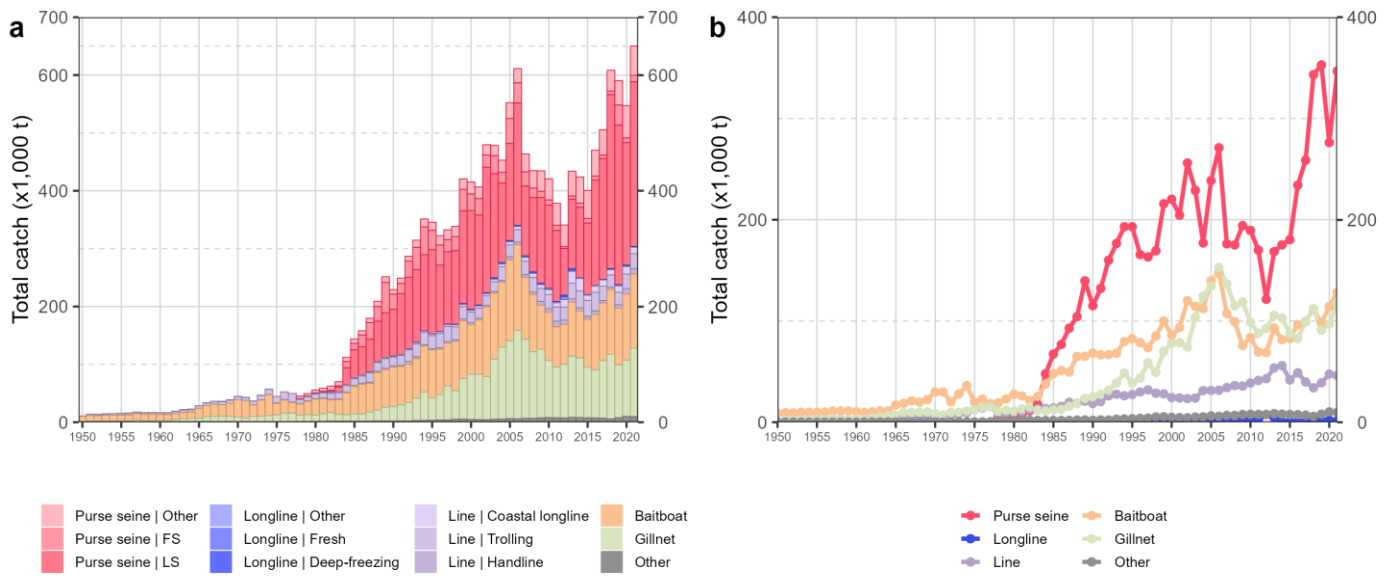 a
b
700
700
600
600
400
400
200
200
0
0
Total catch (x1,000 t)
1950 1955 1960 1965 1970 1975 1980 1985 1990 1995 2000 2005 2010 2015 2020
400
400
200
200
0
0
Total catch (x1,000 t)
1950 1955 1960 1965 1970 1975 1980 1985 1990 1995 2000 2005 2010 2015 2020
Purse seine | Other
Longline | Other
Line | Coastal longline
Baitboat
Purse seine | FS
Longline | Fresh
Line | Trolling
Gillnet
Purse seine | LS
Longline | Deep-freezing
Line | Handline
Other
Purse seine
Baitboat
Longline
Gillnet
Line
Other